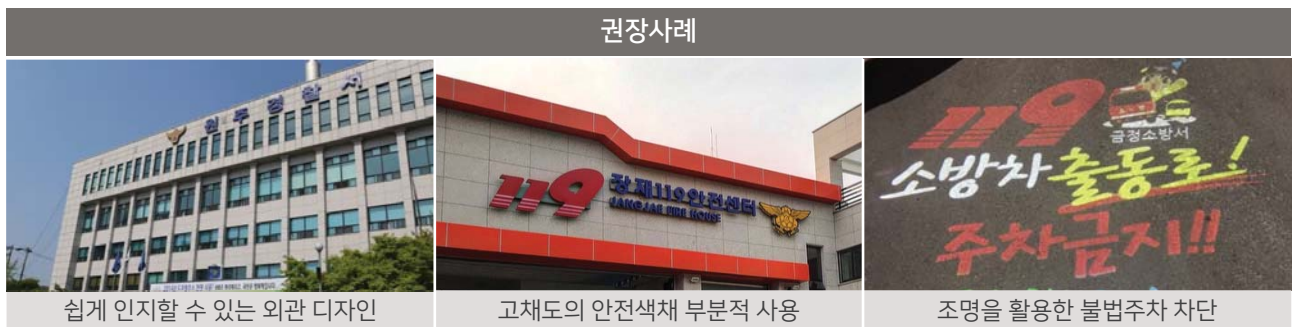 권장사례
원주경찰서
119 장재119안전센터
JANGJAE FIRE HOUSE
119
금정소방서
소방차출동로!
주차금지!!
쉽게 인지할 수 있는 외관 디자인
고채도의 안전색채 부분적 사용
조명을 활용한 불법주차 차단